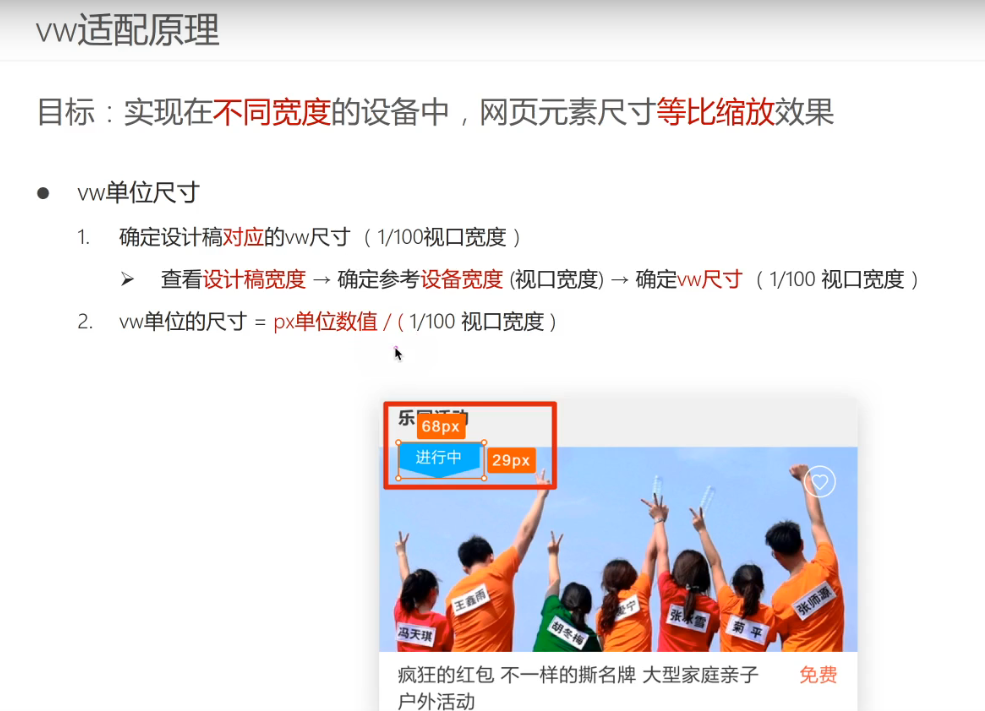 vw适配原理
目标：实现在不同宽度的设备中，网页元素尺寸等比缩放效果
● vw单位尺寸
1. 确定设计稿对应的vw尺寸（1/100视口宽度）
➢ 查看设计稿宽度 → 确定参考设备宽度 (视口宽度) → 确定vw尺寸（1/100 视口宽度）
2. vw单位的尺寸 = px单位数值 / ( 1/100 视口宽度 )
68px
进行中
29px
王鑫雨
冯天琪
胡冬梅
张冰雪
菊 平
张师源
疯狂的红包 不一样的撕名牌 大型家庭亲子
免费
户外活动